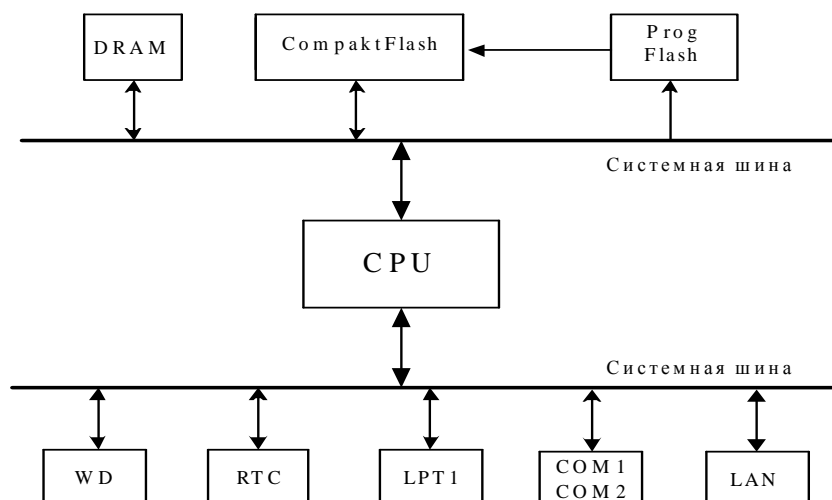 DRAM
CompaktFlash
Prog
Flash
Системная шина
CPU
Системная шина
WD
RTC
LPT1
COM1
COM2
LAN